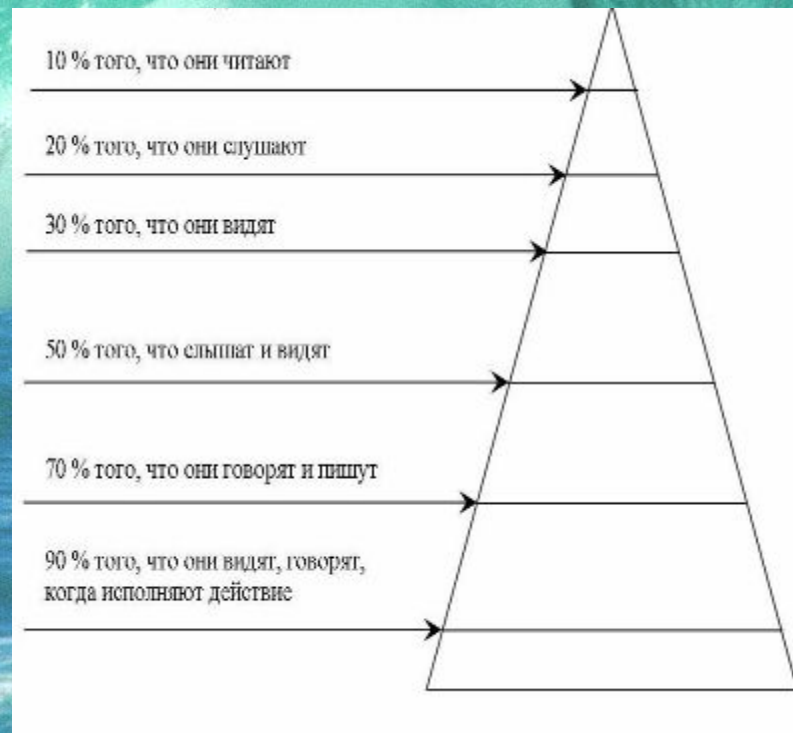 10 % того, что они читают
20 % того, что они слушают
30 % того, что они видят
50 % того, что слышат и видят
70 % того, что они говорят и пишут
90 % того, что они видят, говорят,
когда исполняют действие